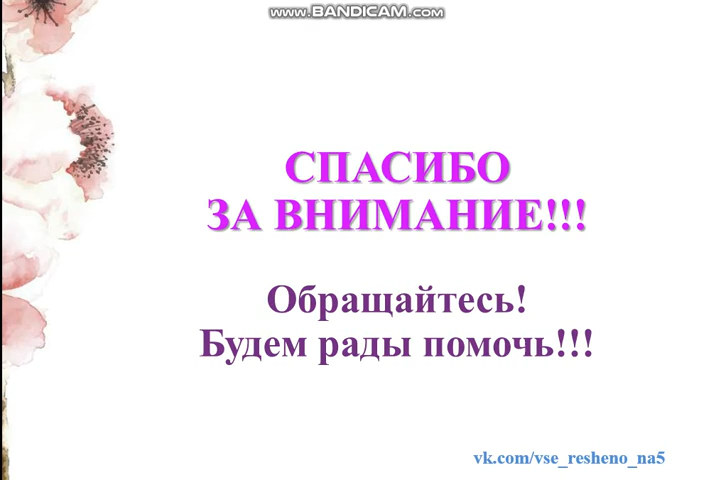 www.BANDICAM.com
СПАСИБО
ЗА ВНИМАНИЕ!!!
Обращайтесь!
Будем рады помочь!!!
vk.com/vse_resheno_na5